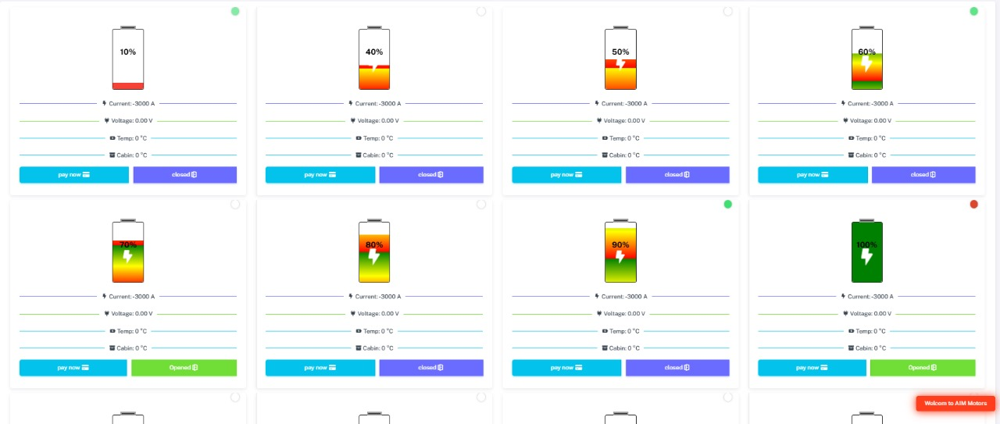 10%
40%
50%
60%
Current: -3000 A
Current: -3000 A
Current: -3000 A
Current: -3000 A
Voltage: 0.00 V
Voltage: 0.00 V
Voltage: 0.00 V
Voltage: 0.00 V
Temp: 0 °C
Temp: 0 °C
Temp: 0 °C
Temp: 0 °C
Cabin: 0 °C
Cabin: 0 °C
Cabin: 0 °C
Cabin: 0 °C
pay now
closed
pay now
closed
pay now
closed
pay now
closed
70%
80%
90%
100%
Current: -3000 A
Current: -3000 A
Current: -3000 A
Current: -3000 A
Voltage: 0.00 V
Voltage: 0.00 V
Voltage: 0.00 V
Voltage: 0.00 V
Temp: 0 °C
Temp: 0 °C
Temp: 0 °C
Temp: 0 °C
Cabin: 0 °C
Cabin: 0 °C
Cabin: 0 °C
Cabin: 0 °C
pay now
Opened
pay now
closed
pay now
closed
pay now
Opened
Welcom to AIM Motors